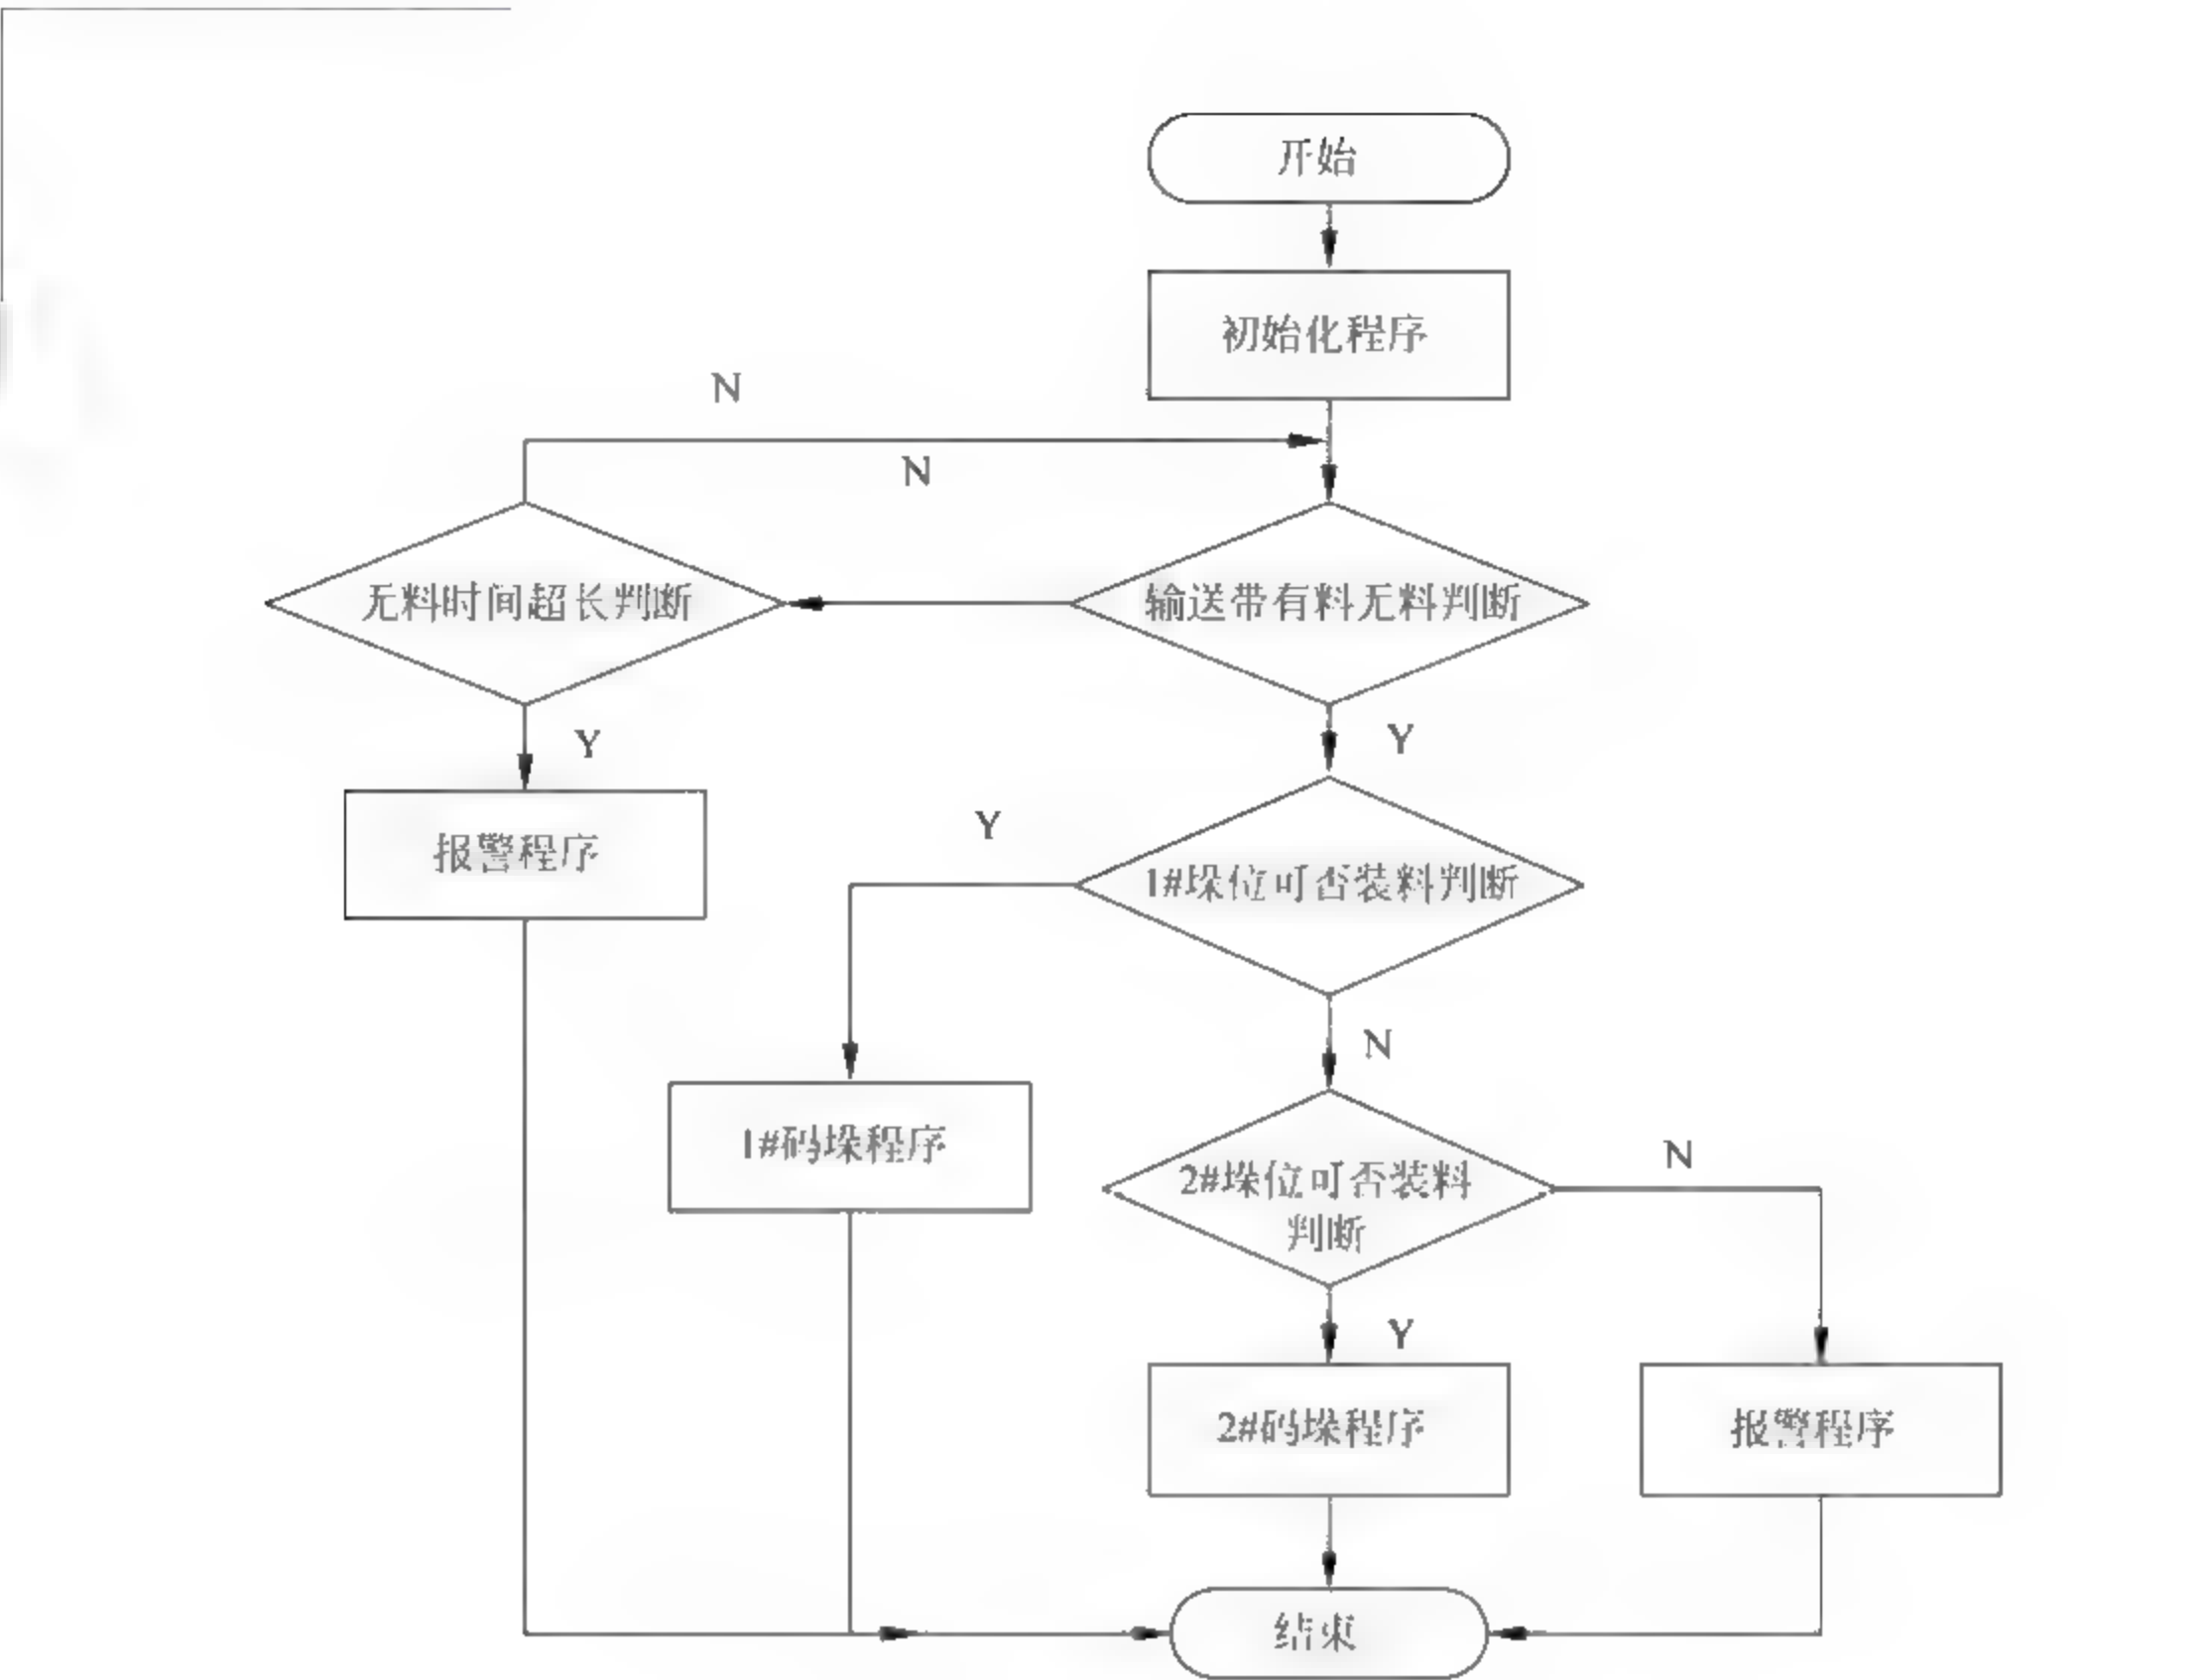 开始
初始化程序
N
N
无料时间超长判断
输送带有料无料判断
Y
Y
报警程序
Y
1#垛位可否装料判断
N
1#码垛程序
2#垛位可否装料
判断
N
Y
2#码垛程序
报警程序
结束